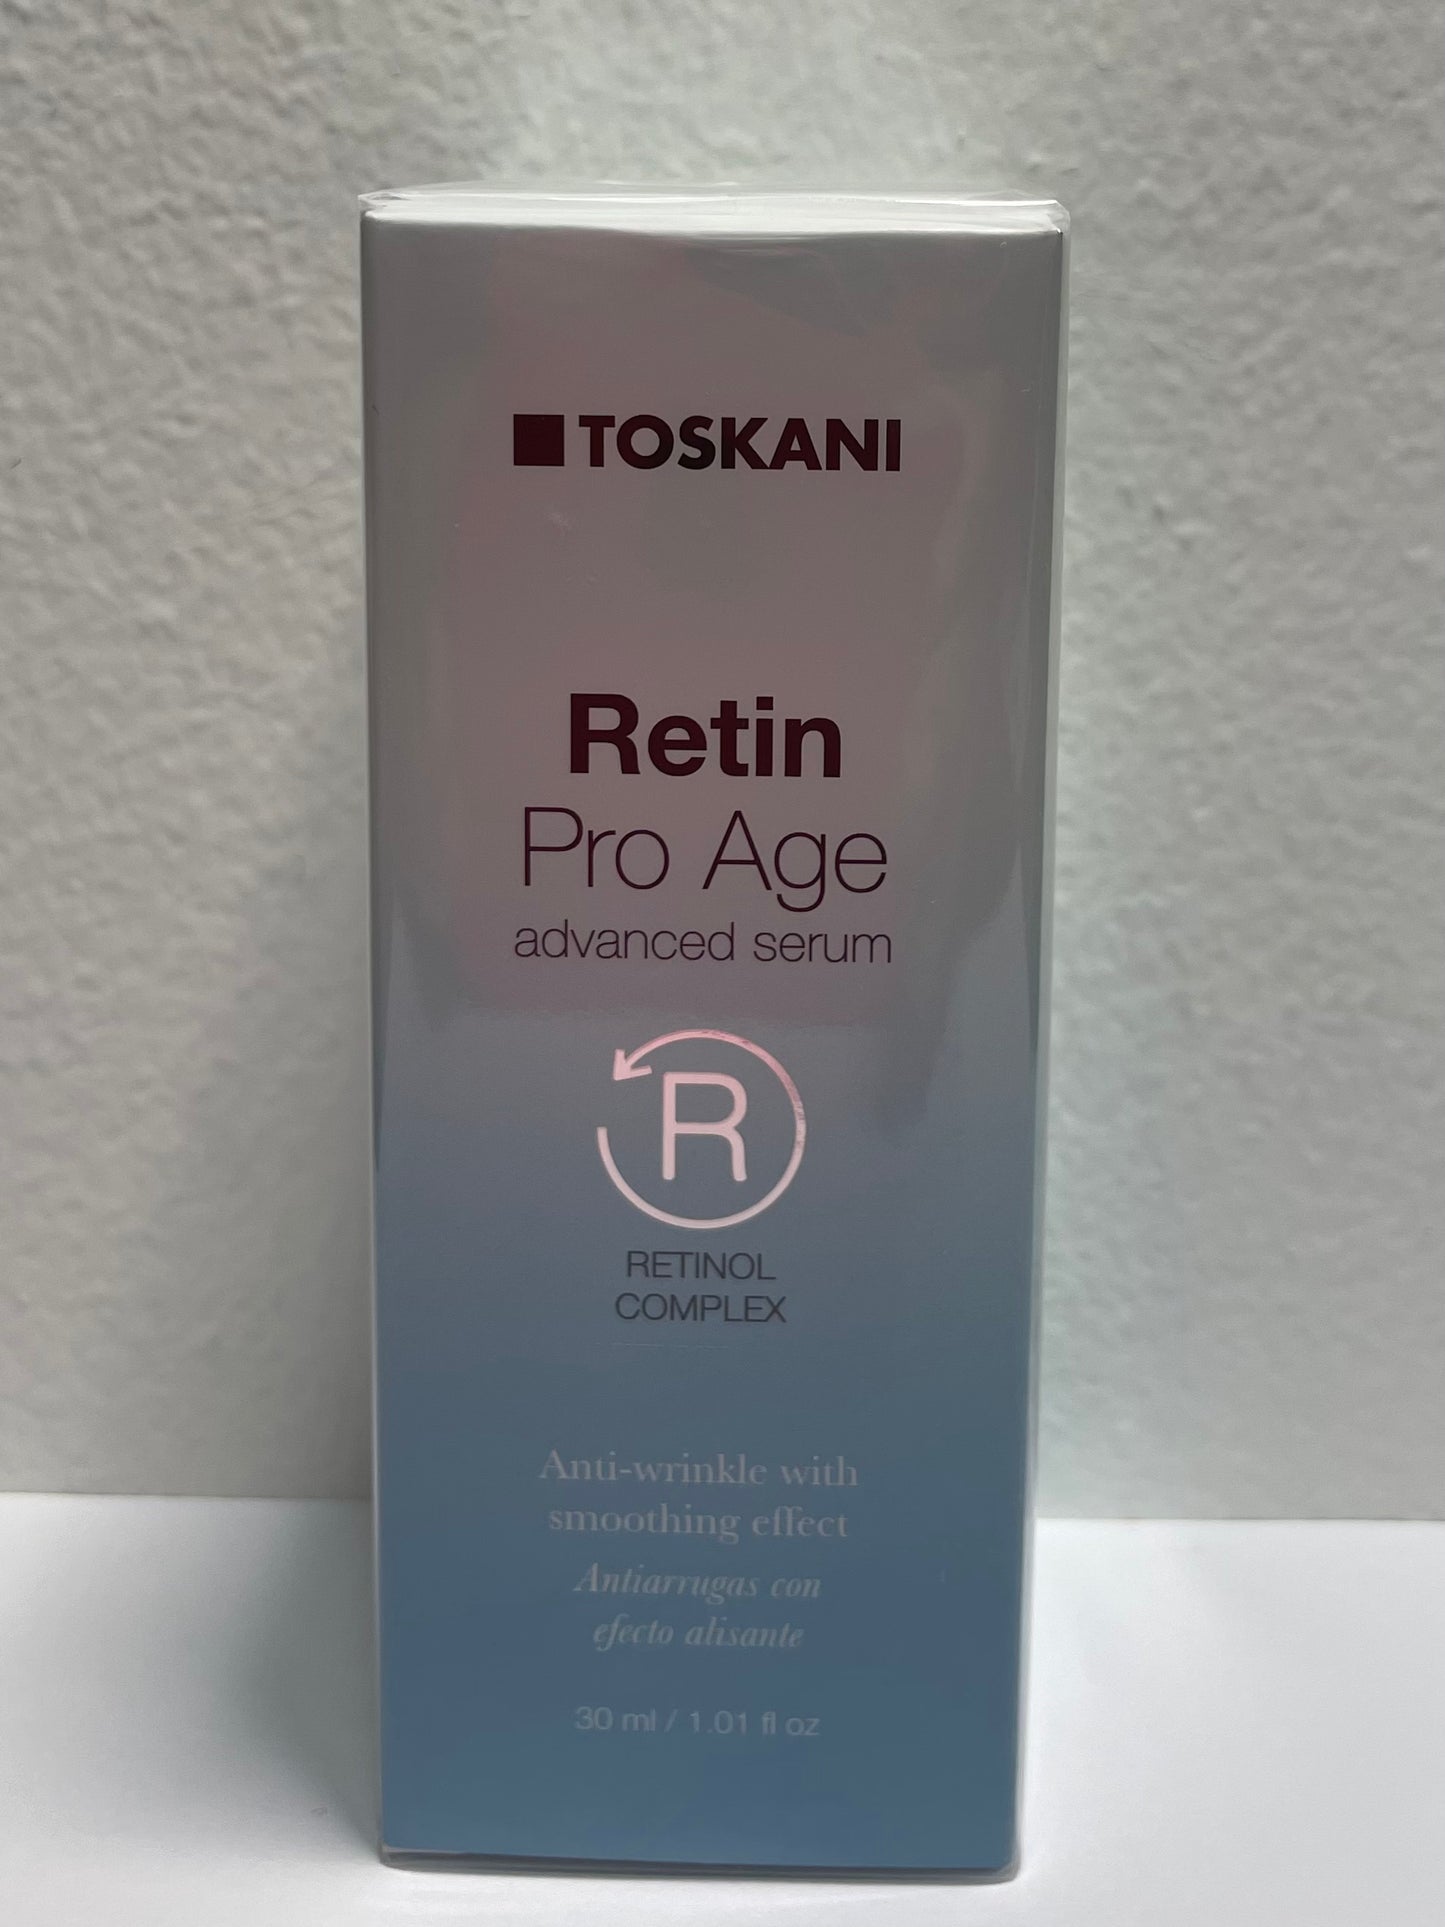 TOSKANI
Retin
Pro Age
advanced serum
R
RETINOL
COMPLEX
Anti-wrinkle with
smoothing effect
Antiarrugas con
efecto alisante
30 ml / 1.01 fl oz